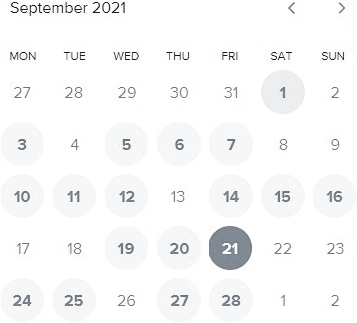 September 2021
MON TUE WED THU FRI SAT SUN
27 28 29 30 31 1 2
3 4 5 6 7 8 9
10 11 12 13 14 15 16
17 18 19 20 21 22 23
24 25 26 27 28 1 2